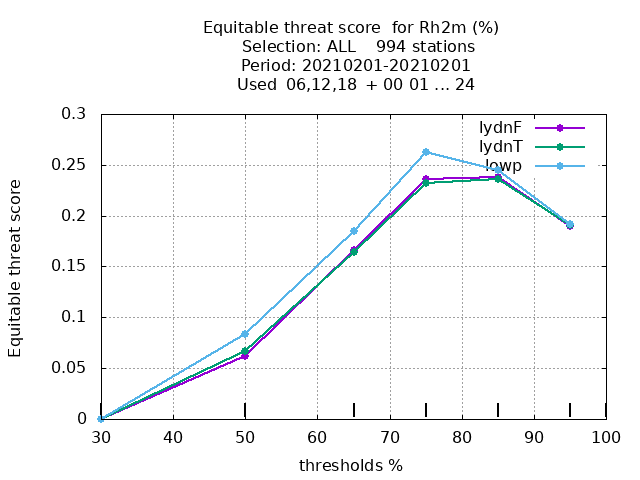 Equitable threat score for Rh2m (%)
Selection: ALL 994 stations
Period: 20210201-20210201
Used 06,12,18 + 00 01 ... 24
lydnF
lydnT
lowp
Equitable threat score
0.3
0.25
0.2
0.15
0.1
0.05
0
30 40 50 60 70 80 90 100
thresholds %